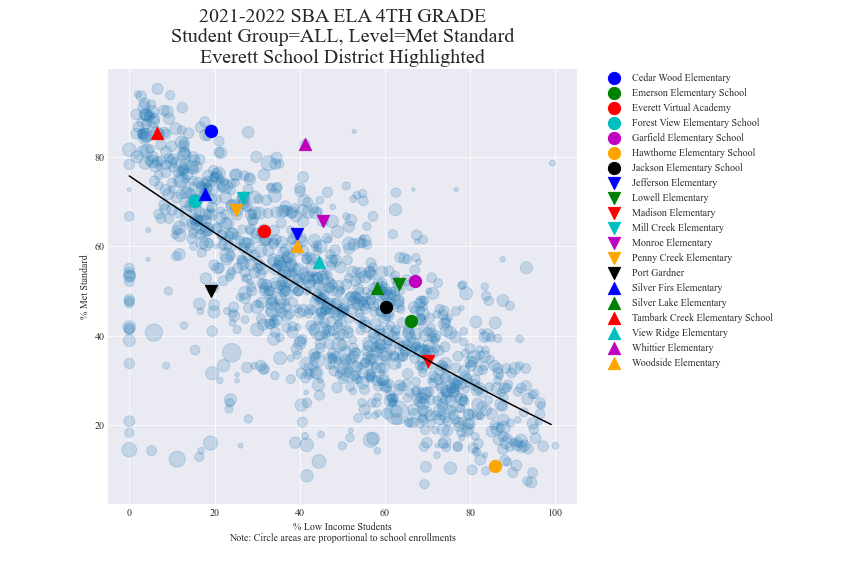 2021-2022 SBA ELA 4TH GRADE
Student Group=ALL, Level=Met Standard
Everett School District Highlighted
% Met Standard
80
60
40
20
0 20 40 60 80 100
% Low Income Students
Note: Circle areas are proportional to school enrollments
Cedar Wood Elementary
Emerson Elementary School
Everett Virtual Academy
Forest View Elementary School
Garfield Elementary School
Hawthorne Elementary School
Jackson Elementary School
Jefferson Elementary
Lowell Elementary
Madison Elementary
Mill Creek Elementary
Monroe Elementary
Penny Creek Elementary
Port Gardner
Silver Firs Elementary
Silver Lake Elementary
Tambark Creek Elementary School
View Ridge Elementary
Whittier Elementary
Woodside Elementary